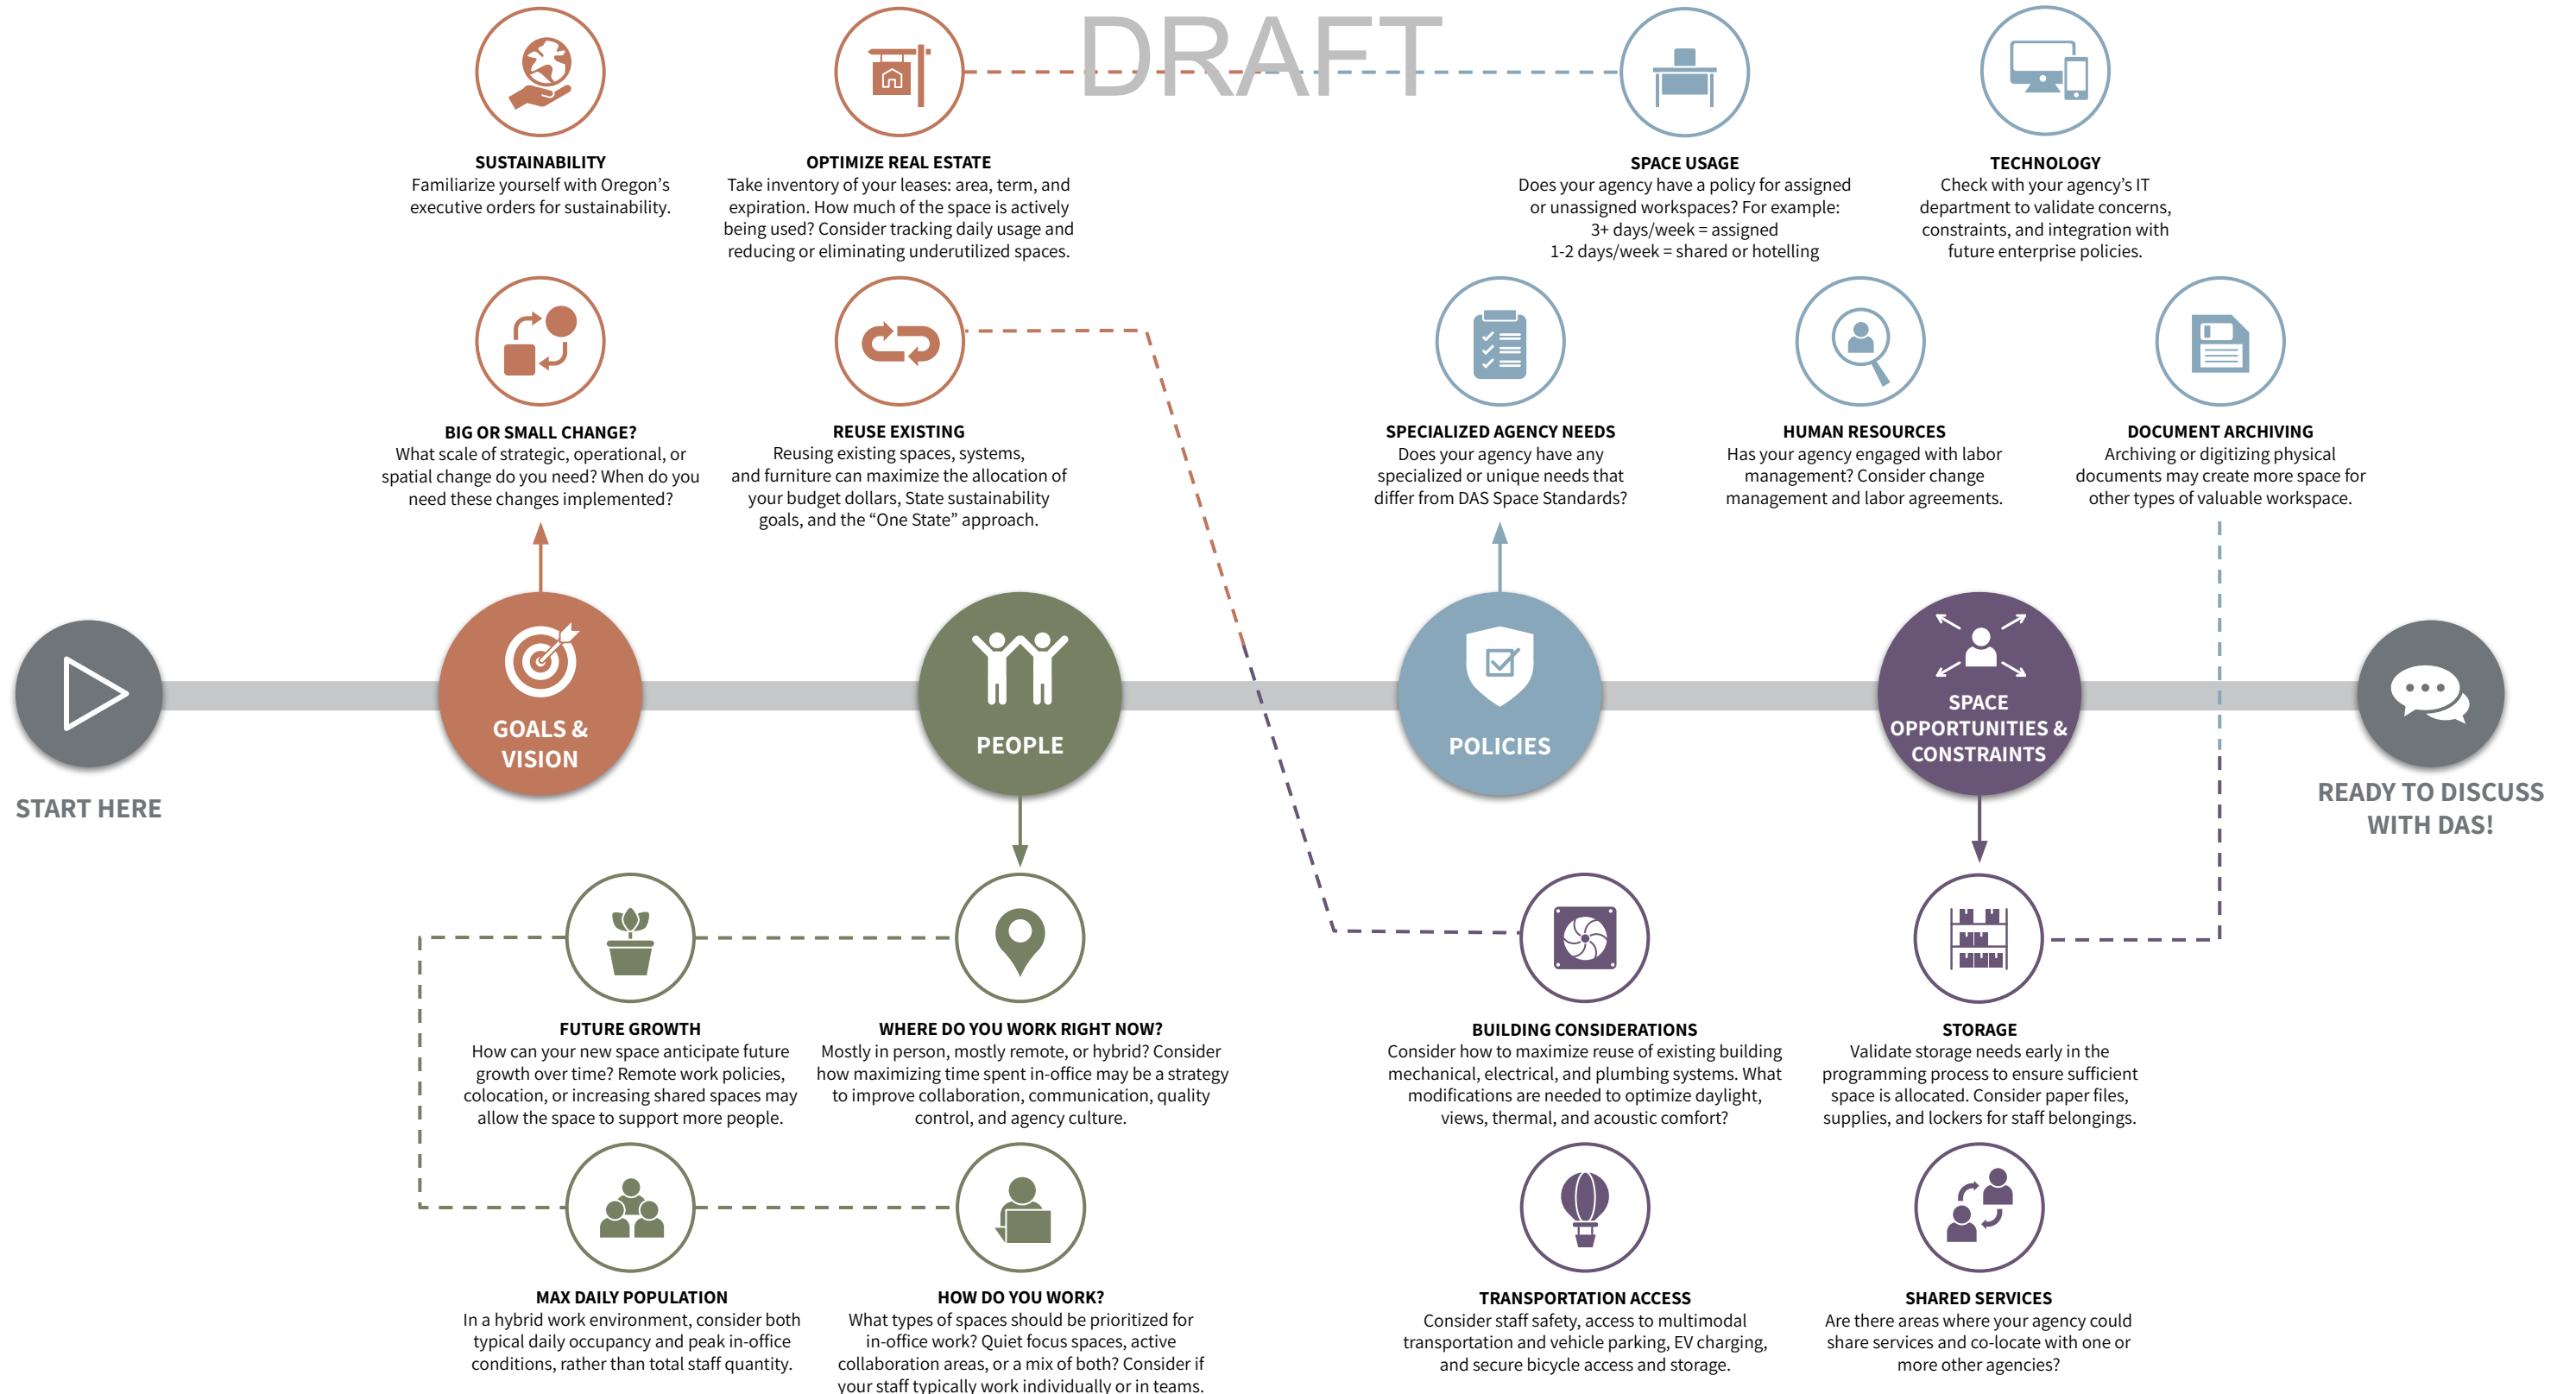 DRAFT
SUSTAINABILITY
Familiarize yourself with Oregon’s
executive orders for sustainability.
OPTIMIZE REAL ESTATE
Take inventory of your leases: area, term, and
expiration. How much of the space is actively
being used? Consider tracking daily usage and
reducing or eliminating underutilized spaces.
SPACE USAGE
Does your agency have a policy for assigned
or unassigned workspaces? For example:
3+ days/week = assigned
1-2 days/week = shared or hotelling
TECHNOLOGY
Check with your agency’s IT
department to validate concerns,
constraints, and integration with
future enterprise policies.
BIG OR SMALL CHANGE?
What scale of strategic, operational, or
spatial change do you need? When do you
need these changes implemented?
REUSE EXISTING
Reusing existing spaces, systems,
and furniture can maximize the allocation of
your budget dollars, State sustainability
goals, and the “One State” approach.
SPECIALIZED AGENCY NEEDS
Does your agency have any
specialized or unique needs that
differ from DAS Space Standards?
HUMAN RESOURCES
Has your agency engaged with labor
management? Consider change
management and labor agreements.
DOCUMENT ARCHIVING
Archiving or digitizing physical
documents may create more space for
other types of valuable workspace.
START HERE
GOALS &
VISION
PEOPLE
POLICIES
SPACE
OPPORTUNITIES &
CONSTRAINTS
READY TO DISCUSS
WITH DAS!
FUTURE GROWTH
How can your new space anticipate future
growth over time? Remote work policies,
colocation, or increasing shared spaces may
allow the space to support more people.
WHERE DO YOU WORK RIGHT NOW?
Mostly in person, mostly remote, or hybrid? Consider
how maximizing time spent in-office may be a strategy
to improve collaboration, communication, quality
control, and agency culture.
BUILDING CONSIDERATIONS
Consider how to maximize reuse of existing building
mechanical, electrical, and plumbing systems. What
modifications are needed to optimize daylight,
views, thermal, and acoustic comfort?
STORAGE
Validate storage needs early in the
programming process to ensure sufficient
space is allocated. Consider paper files,
supplies, and lockers for staff belongings.
MAX DAILY POPULATION
In a hybrid work environment, consider both
typical daily occupancy and peak in-office
conditions, rather than total staff quantity.
HOW DO YOU WORK?
What types of spaces should be prioritized for
in-office work? Quiet focus spaces, active
collaboration areas, or a mix of both? Consider if
your staff typically work individually or in teams.
TRANSPORTATION ACCESS
Consider staff safety, access to multimodal
transportation and vehicle parking, EV charging,
and secure bicycle access and storage.
SHARED SERVICES
Are there areas where your agency could
share services and co-locate with one or
more other agencies?